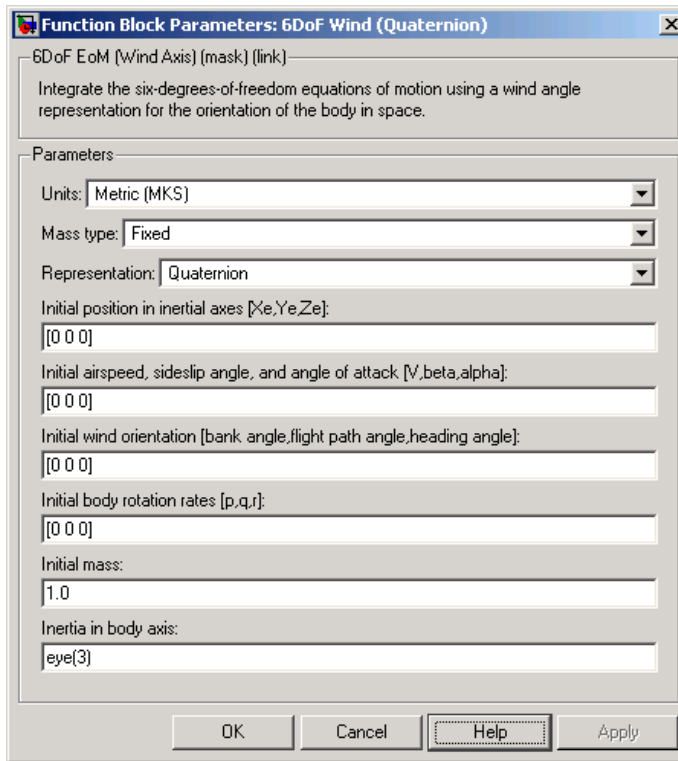 Function Block Parameters: 6DoF Wind (Quaternion)
6DoF EoM (Wind Axis) (mask) (link)
Integrate the six-degrees-of-freedom equations of motion using a wind angle
representation for the orientation of the body in space.
Parameters
Units: Metric (MKS)
Mass type: Fixed
Representation: Quaternion
Initial position in inertial axes [Xe,Ye,Ze]:
[0 0 0]
Initial airspeed, sideslip angle, and angle of attack [V,beta,alpha]:
[0 0 0]
Initial wind orientation [bank angle,flight path angle,heading angle]:
[0 0 0]
Initial body rotation rates [p,q,r]:
[0 0 0]
Initial mass:
1.0
Inertia in body axis:
eye(3)
OK Cancel Help Apply